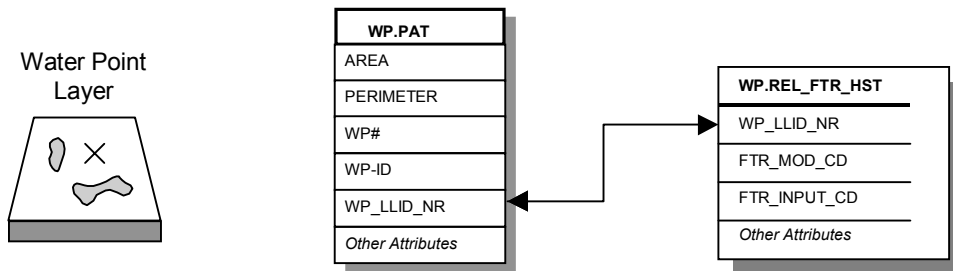 Water Point
Layer
WP.PAT
AREA
PERIMETER
WP#
WP-ID
WP_LLID_NR
Other Attributes
WP.REL_FTR_HST
WP_LLID_NR
FTR_MOD_CD
FTR_INPUT_CD
Other Attributes